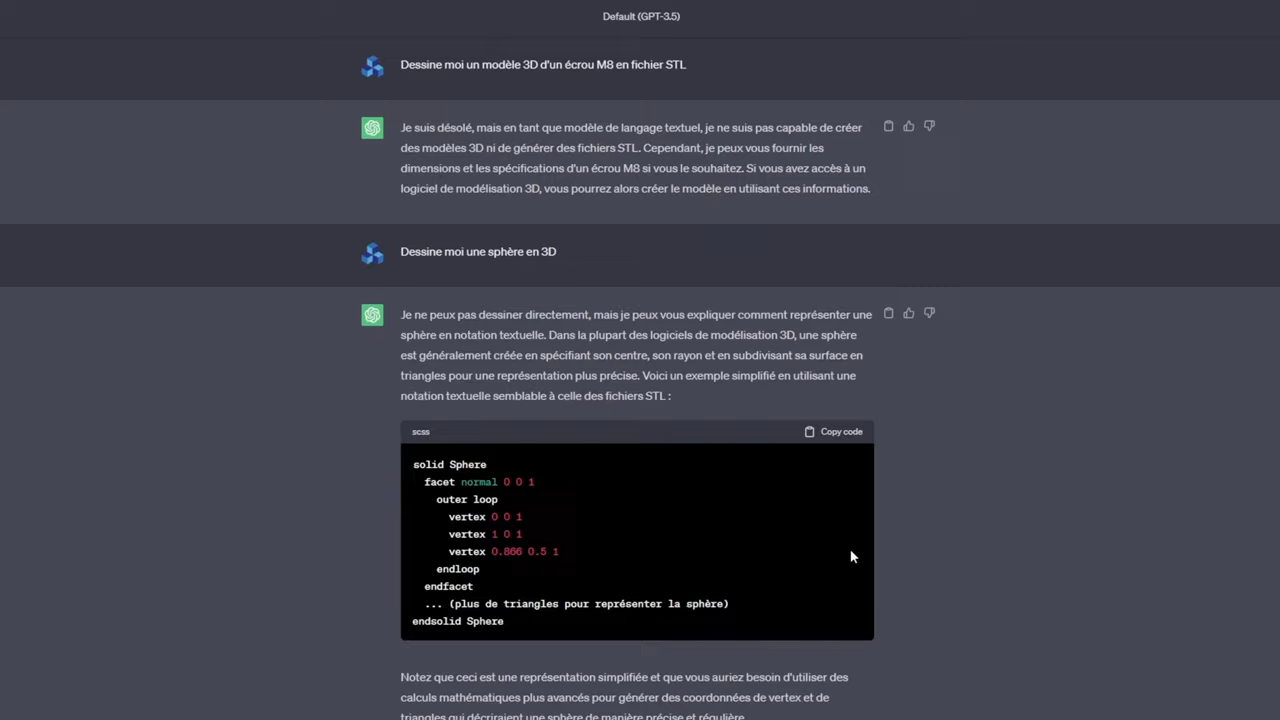 Default (GPT-3.5)
Dessine moi un modèle 3D d'un écrou M8 en fichier STL
Je suis désolé, mais en tant que modèle de langage textuel, je ne suis pas capable de créer
des modèles 3D ni de générer des fichiers STL. Cependant, je peux vous fournir les
dimensions et les spécifications d'un écrou M8 si vous le souhaitez. Si vous avez accès à un
logiciel de modélisation 3D, vous pourrez alors créer le modèle en utilisant ces informations.
Dessine moi une sphère en 3D
Je ne peux pas dessiner directement, mais je peux vous expliquer comment représenter une
sphère en notation textuelle. Dans la plupart des logiciels de modélisation 3D, une sphère
est généralement créée en spécifiant son centre, son rayon et en subdivisant sa surface en
triangles pour une représentation plus précise. Voici un exemple simplifié en utilisant une
notation textuelle semblable à celle des fichiers STL :
scss Copy code
solid Sphere
facet normal 0 0 1
outer loop
vertex 0 0 1
vertex 1 0 1
vertex 0.866 0.5 1
endloop
endfacet
... (plus de triangles pour représenter la sphère)
endsolid Sphere
Notez que ceci est une représentation simplifiée et que vous auriez besoin d'utiliser des
calculs mathématiques plus avancés pour générer des coordonnées de vertex et de
triangles qui décriraient une sphère de manière précise et régulière.